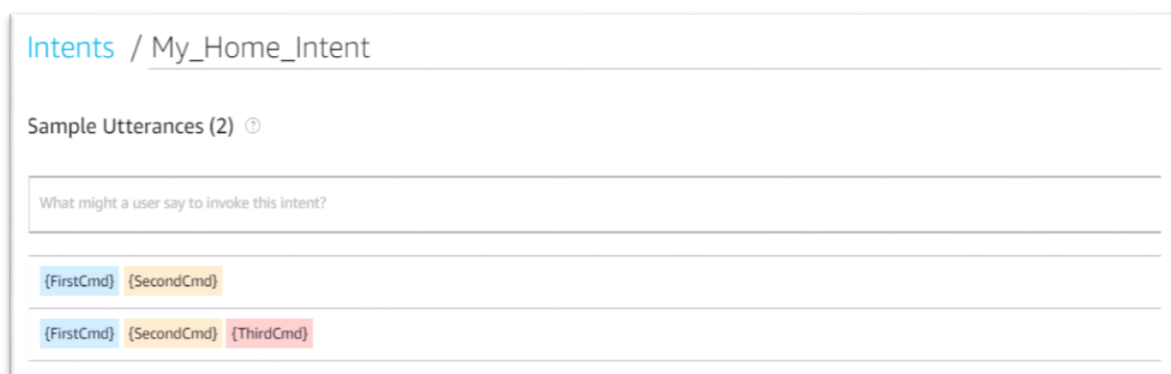 Intents / My_Home_Intent
Sample Utterances (2) ?
What might a user say to invoke this intent?
{FirstCmd} {SecondCmd}
{FirstCmd} {SecondCmd} {ThirdCmd}